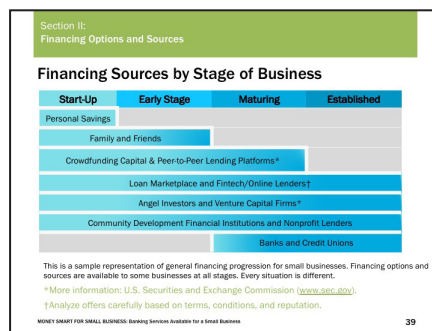 Section II:
Financing Options and Sources
Financing Sources by Stage of Business
Start-Up Early Stage Maturing Established
Personal Savings
Family and Friends
Crowdfunding Capital & Peer-to-Peer Lending Platforms*
Loan Marketplace and Fintech/Online Lenders†
Angel Investors and Venture Capital Firms*
Community Development Financial Institutions and Nonprofit Lenders
Banks and Credit Unions
This is a sample representation of general financing progression for small businesses. Financing options and
sources are available to some businesses at all stages. Every situation is different.
*More information: U.S. Securities and Exchange Commission (www.sec.gov).
†Analyze offers carefully based on terms, conditions, and reputation.
MONEY SMART FOR SMALL BUSINESS: Banking Services Available for a Small Business 39